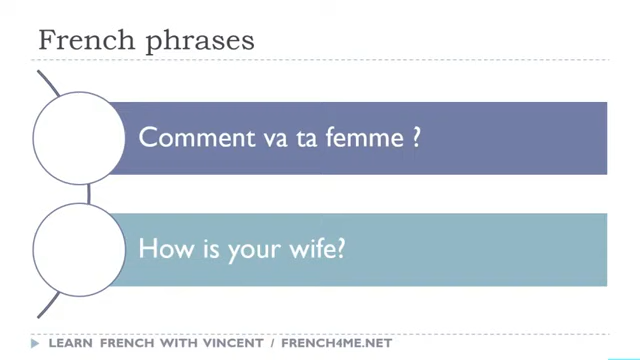 French phrases
Comment va ta femme ?
How is your wife?
LEARN FRENCH WITH VINCENT / FRENCH4ME.NET